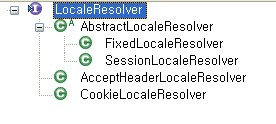 LocaleResolver
AbstractLocaleResolver
FixedLocaleResolver
SessionLocaleResolver
AcceptHeaderLocaleResolver
CookieLocaleResolver